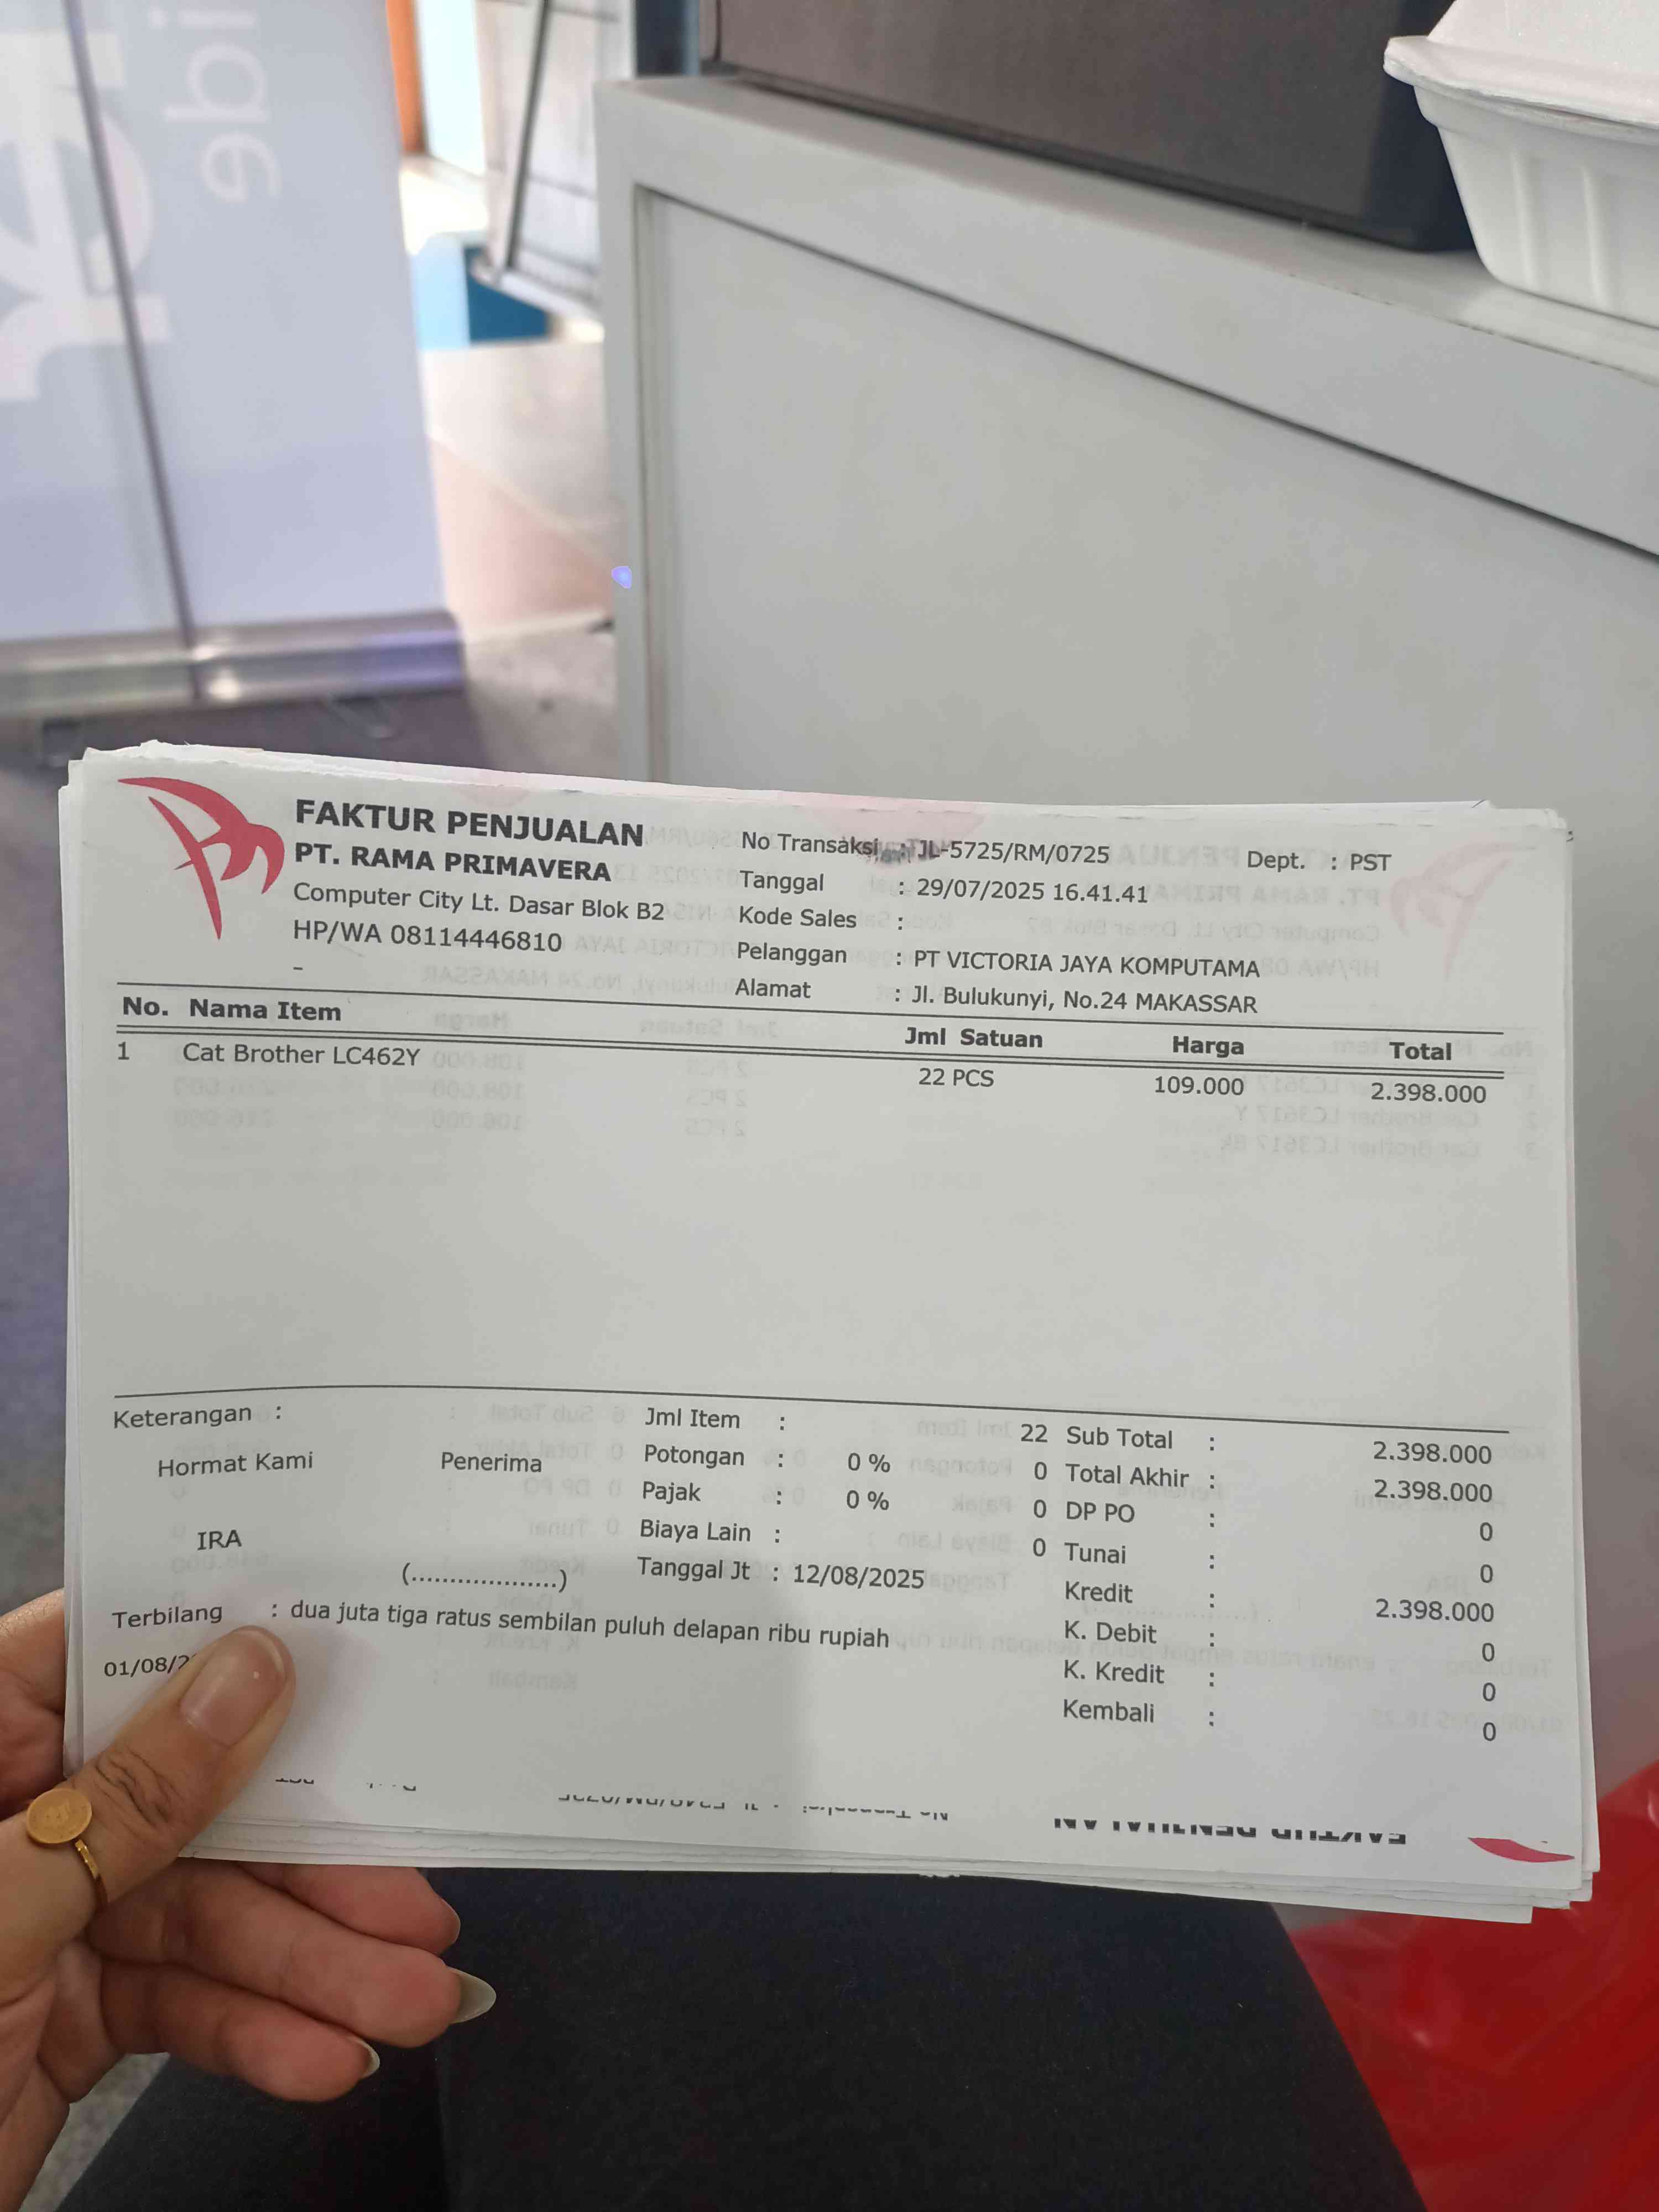 FAKTUR PENJUALAN
PT. RAMA PRIMAVERA
Computer City Lt. Dasar Blok B2
HP/WA 08114446810
-
No Transaksi : JL-5725/RM/0725 Dept. : PST
Tanggal : 29/07/2025 16.41.41
Kode Sales :
Pelanggan : PT VICTORIA JAYA KOMPUTAMA
Alamat : Jl. Bulukunyi, No.24 MAKASSAR
No. Nama Item Jml Satuan Harga Total
1 Cat Brother LC462Y 22 PCS 109.000 2.398.000
Keterangan :
Hormat Kami Penerima
IRA
(...................)
Jml Item : 22
Potongan : 0 % 0
Pajak : 0 % 0
Biaya Lain : 0
Tanggal Jt : 12/08/2025
Sub Total : 2.398.000
Total Akhir : 2.398.000
DP PO : 0
Tunai : 0
Kredit : 2.398.000
K. Debit : 0
K. Kredit : 0
Kembali : 0
Terbilang : dua juta tiga ratus sembilan puluh delapan ribu rupiah
01/08/2